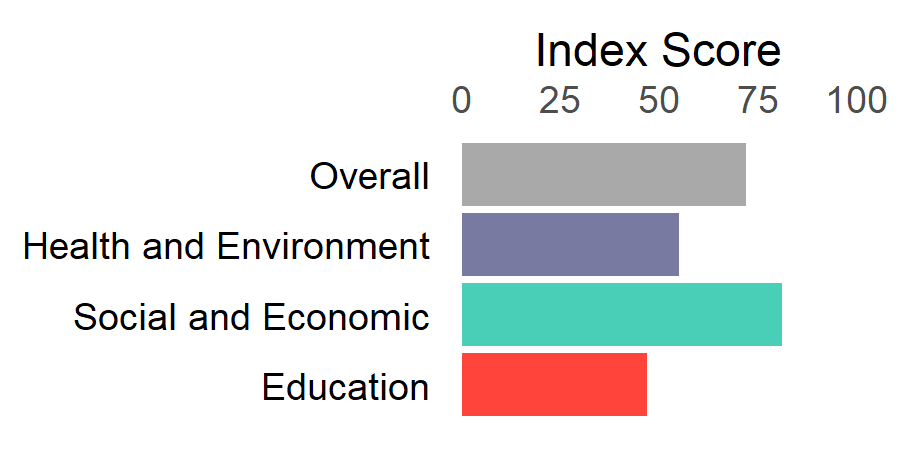 Index Score
0 25 50 75 100
Overall
Health and Environment
Social and Economic
Education